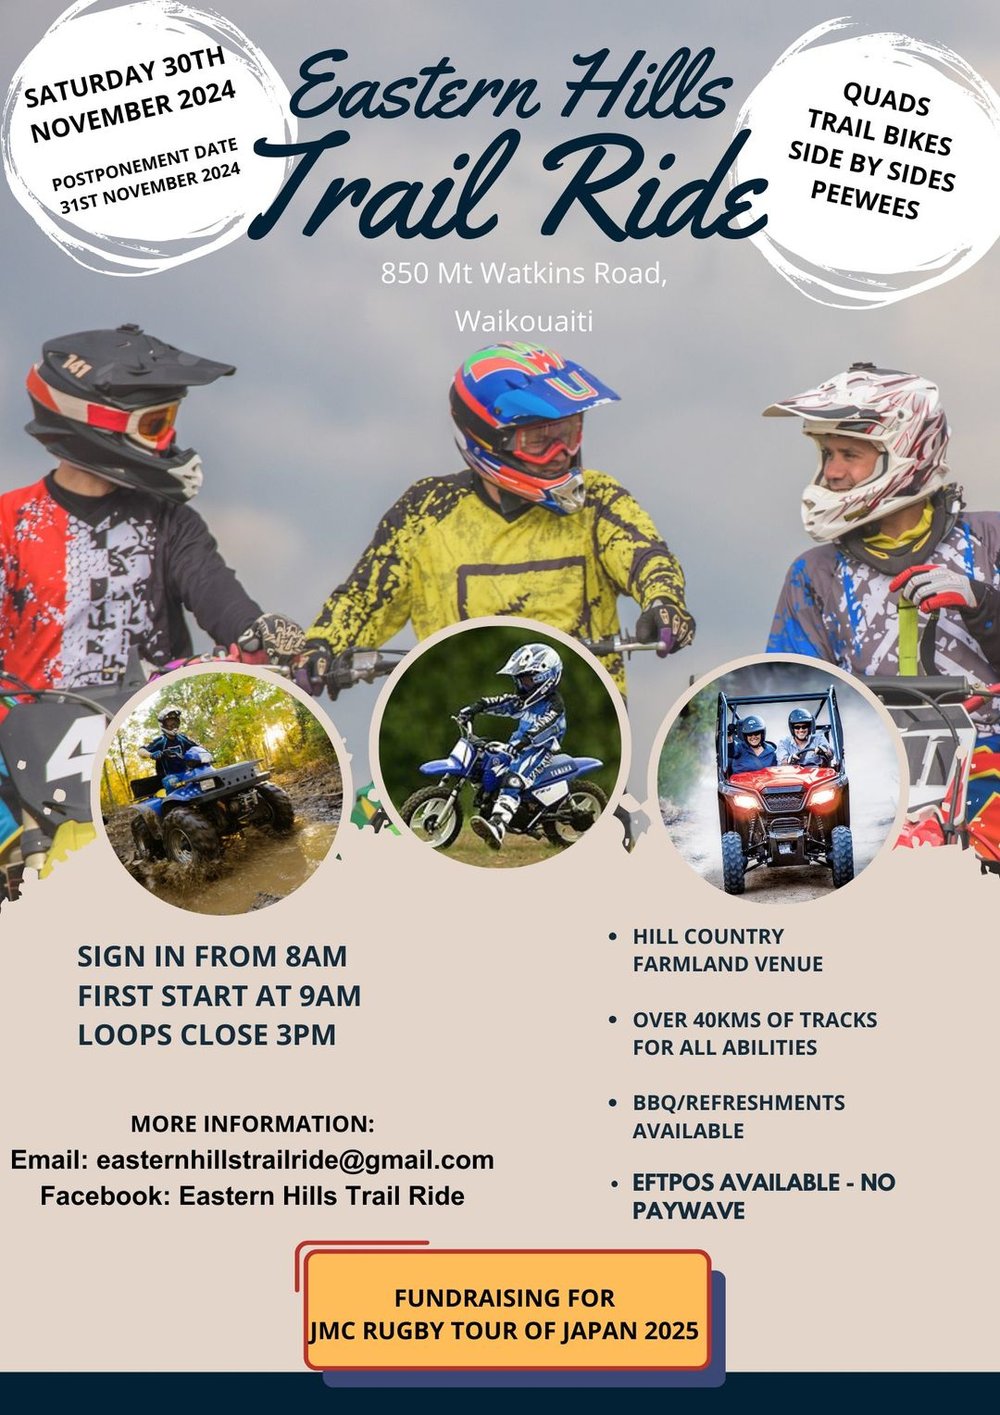 SATURDAY 30TH
NOVEMBER 2024
POSTPONEMENT DATE
31ST NOVEMBER 2024
Eastern Hills
Trail Ride
850 Mt Watkins Road,
Waikouaiti
QUADS
TRAIL BIKES
SIDE BY SIDES
PEEWEES
141
4
YAMAHA
SIGN IN FROM 8AM
FIRST START AT 9AM
LOOPS CLOSE 3PM
MORE INFORMATION:
Email: easternhillstrailride@gmail.com
Facebook: Eastern Hills Trail Ride
• HILL COUNTRY
FARMLAND VENUE
• OVER 40KMS OF TRACKS
FOR ALL ABILITIES
• BBQ/REFRESHMENTS
AVAILABLE
• EFTPOS AVAILABLE - NO
PAYWAVE
FUNDRAISING FOR
JMC RUGBY TOUR OF JAPAN 2025